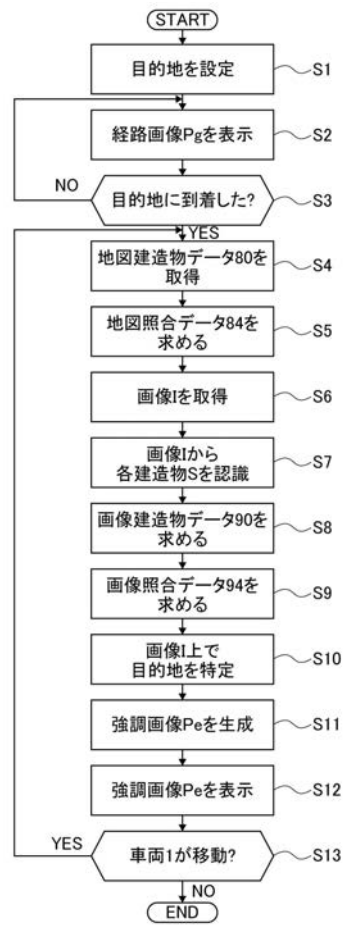 START
目的地を設定
S1
経路画像Pgを表示
S2
NO
目的地に到着した?
S3
YES
地図建造物データ80を
取得
S4
地図照合データ84を
求める
S5
画像Iを取得
S6
画像Iから
各建造物Sを認識
S7
画像建造物データ90を
求める
S8
画像照合データ94を
求める
S9
画像I上で
目的地を特定
S10
強調画像Peを生成
S11
強調画像Peを表示
S12
YES
車両1が移動?
S13
NO
END